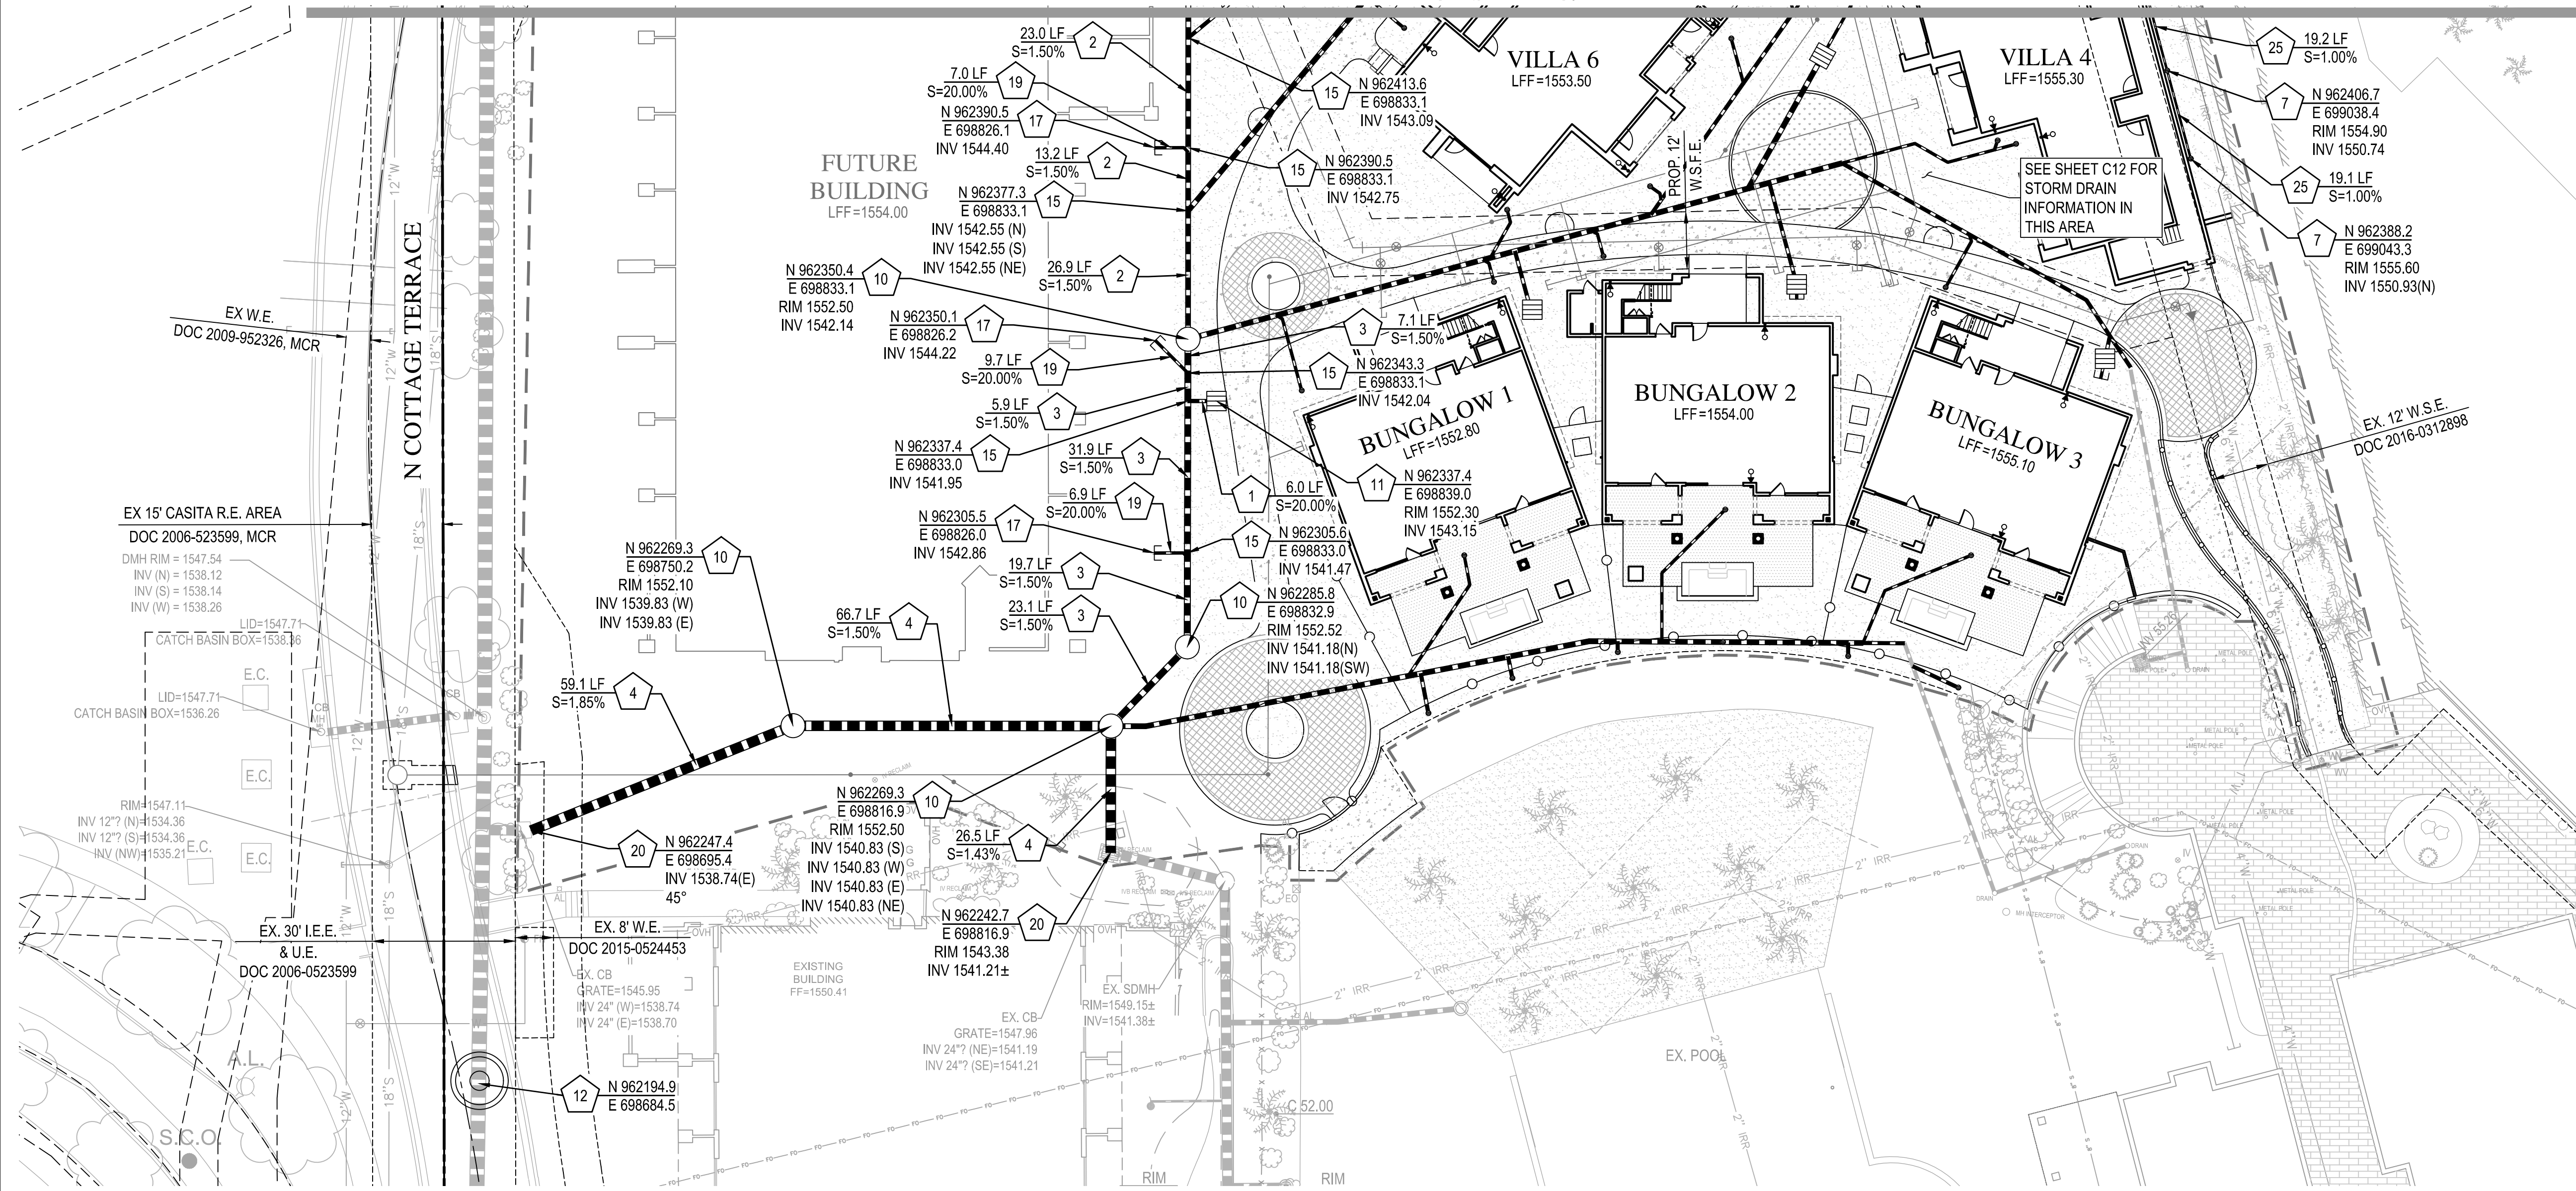 23.0 LF
S=1.50%
2
7.0 LF
S=20.00%
19
N 962390.5
E 698826.1
INV 1544.40
17
13.2 LF
S=1.50%
2
N 962377.3
E 698833.1
INV 1542.55 (N)
INV 1542.55 (S)
INV 1542.55 (NE)
15
26.9 LF
S=1.50%
2
N 962350.4
E 698833.1
RIM 1552.50
INV 1542.14
10
N 962350.1
E 698826.2
INV 1544.22
17
9.7 LF
S=20.00%
19
5.9 LF
S=1.50%
3
N 962337.4
E 698833.0
INV 1541.95
15
31.9 LF
S=1.50%
3
6.9 LF
S=20.00%
19
N 962305.5
E 698826.0
INV 1542.86
17
19.7 LF
S=1.50%
3
23.1 LF
S=1.50%
3
N 962269.3
E 698750.2
RIM 1552.10
INV 1539.83 (W)
INV 1539.83 (E)
10
66.7 LF
S=1.50%
4
59.1 LF
S=1.85%
4
15
N 962413.6
E 698833.1
INV 1543.09
15
N 962390.5
E 698833.1
INV 1542.75
3
7.1 LF
S=1.50%
15
N 962343.3
E 698833.1
INV 1542.04
11
N 962337.4
E 698839.0
RIM 1552.30
INV 1543.15
1
6.0 LF
S=20.00%
15
N 962305.6
E 698833.0
INV 1541.47
10
N 962285.8
E 698832.9
RIM 1552.52
INV 1541.18(N)
INV 1541.18(SW)
VILLA 6
LFF=1553.50
VILLA 4
LFF=1555.30
PROP. 12'
W.S.F.E.
SEE SHEET C12 FOR
STORM DRAIN
INFORMATION IN
THIS AREA
25
19.2 LF
S=1.00%
7
N 962406.7
E 699038.4
RIM 1554.90
INV 1550.74
25
19.1 LF
S=1.00%
7
N 962388.2
E 699043.3
RIM 1555.60
INV 1550.93(N)
FUTURE
BUILDING
LFF=1554.00
BUNGALOW 1
LFF=1552.80
BUNGALOW 2
LFF=1554.00
BUNGALOW 3
LFF=1555.10
EX. 12' W.S.E.
DOC 2016-0312898
N COTTAGE TERRACE
12"W
18"S
EX W.E.
DOC 2009-952326, MCR
EX 15' CASITA R.E. AREA
DOC 2006-523599, MCR
DMH RIM = 1547.54
INV (N) = 1538.12
INV (S) = 1538.14
INV (W) = 1538.26
LID=1547.71
CATCH BASIN BOX=1538.36
E.C.
LID=1547.71
CATCH BASIN BOX=1536.26
CB
MH
CB
E.C.
RIM=1547.11
INV 12"? (N)=1534.36
INV 12"? (S)=1534.36
INV (NW)=1535.21
E.C.
E.C.
EX. 30' I.E.E.
& U.E.
DOC 2006-0523599
EX. 8' W.E.
DOC 2015-0524453
EX. CB
GRATE=1545.95
INV 24" (W)=1538.74
INV 24" (E)=1538.70
20
N 962247.4
E 698695.4
INV 1538.74(E)
45°
N 962269.3
E 698816.9
RIM 1552.50
INV 1540.83 (S)
INV 1540.83 (W)
INV 1540.83 (E)
INV 1540.83 (NE)
10
26.5 LF
S=1.43%
4
N 962242.7
E 698816.9
RIM 1543.38
INV 1541.21±
20
EXISTING
BUILDING
FF=1550.41
EX. SDMH
RIM=1549.15±
INV=1541.38±
EX. CB
GRATE=1547.96
INV 24"? (NE)=1541.19
INV 24"? (SE)=1541.21
12
N 962194.9
E 698684.5
A.L.
S.C.O.
EX. POOL
C 52.00
RIM
RIM
2" IRR
INV 55.26
METAL POLE
DRAIN
MH INTERCEPTOR
OVH
WV
IV RECLAIM